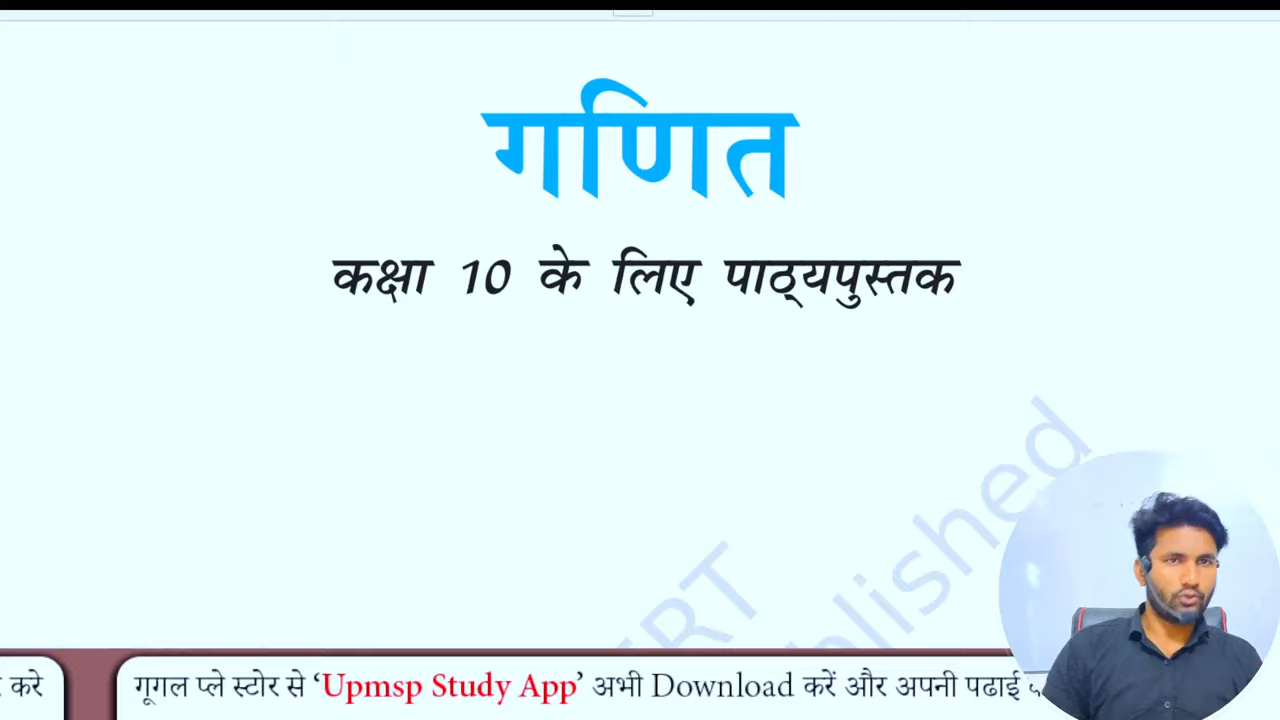 गणित
कक्षा 10 के लिए पाठ्यपुस्तक
करे
गूगल प्ले स्टोर से ‘Upmsp Study App’ अभी Download करें और अपनी पढाई